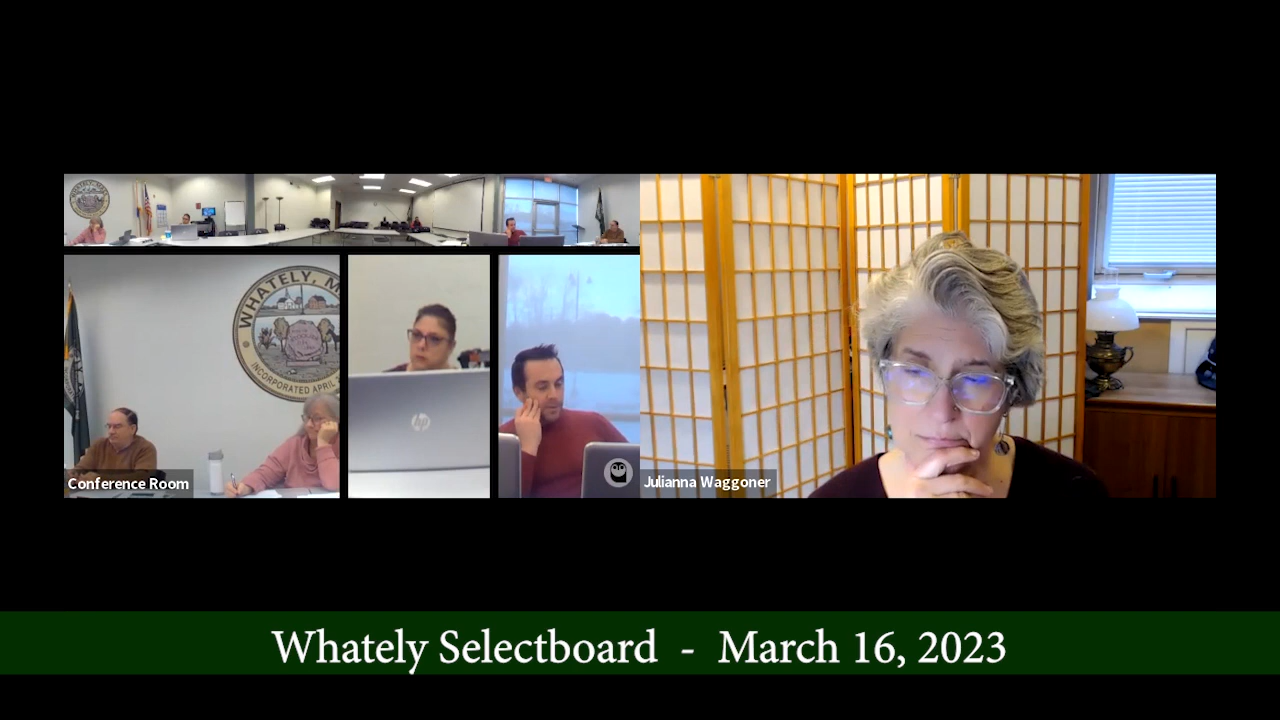 WHATELY, M
INCORPORATED APRIL
hp
Conference Room
Julianna Waggoner
Whately Selectboard - March 16, 2023